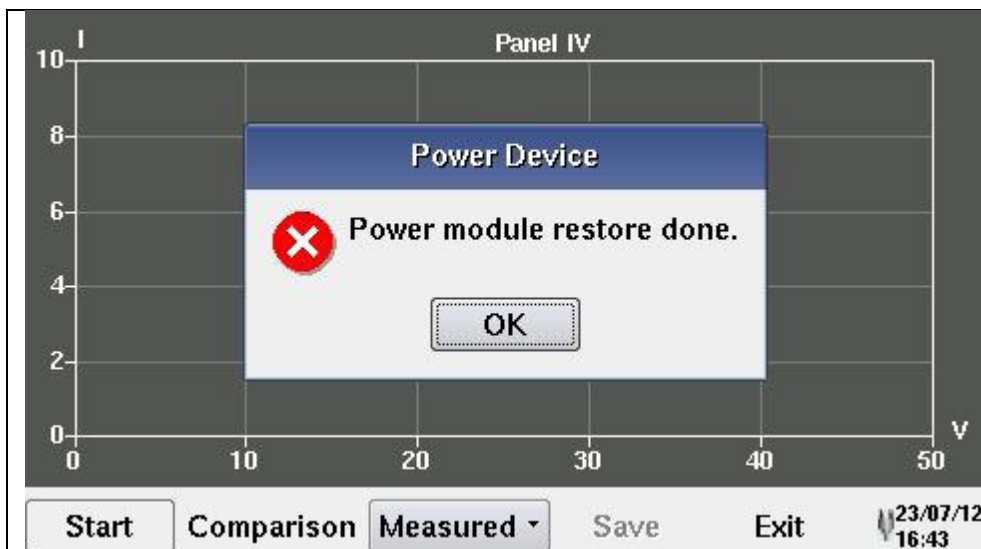 I
Panel IV
10
8
6
4
2
0
Power Device
Power module restore done.
OK
0 10 20 30 40 50
V
Start Comparison Measured Save Exit 23/07/12
16:43